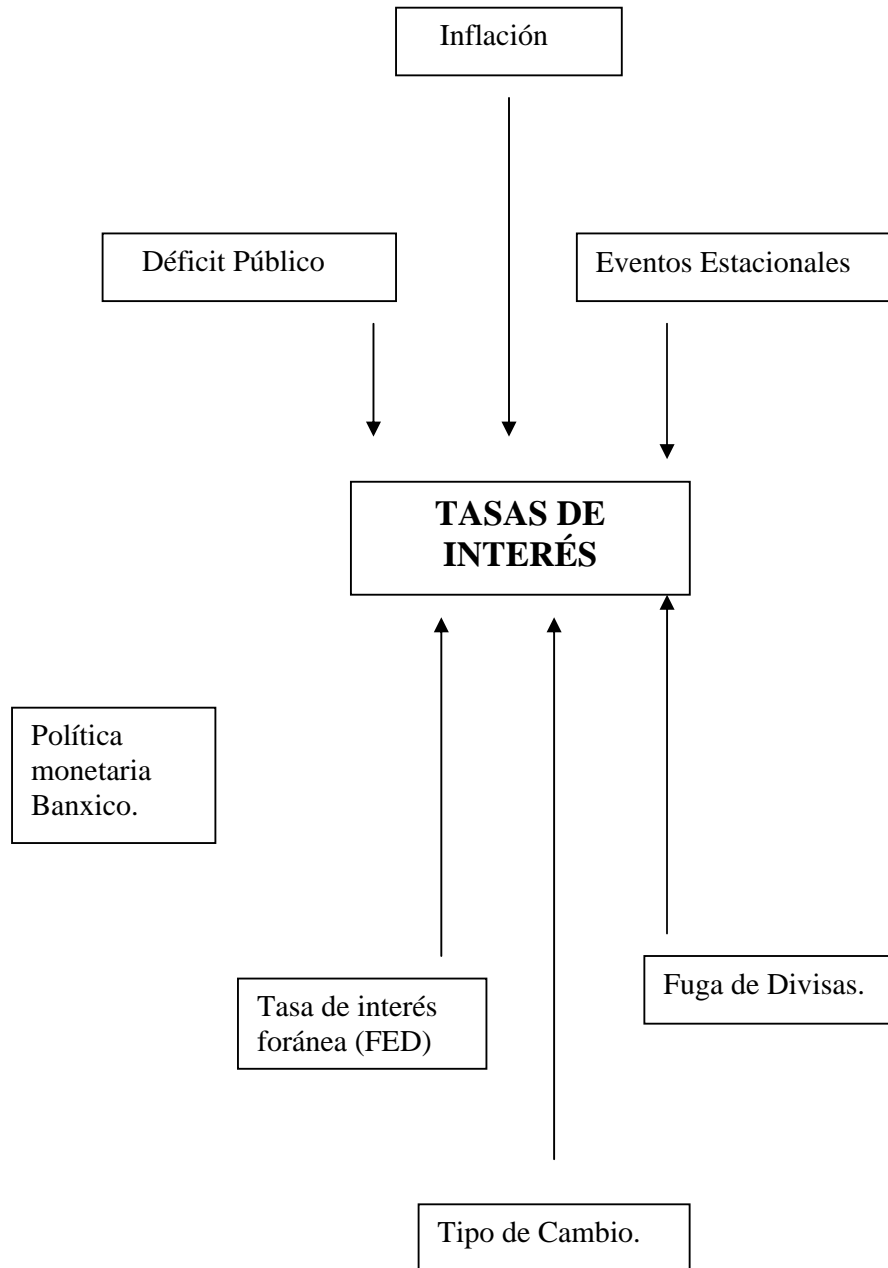 Inflación
Déficit Público
Eventos Estacionales
TASAS DE
INTERÉS
Política
monetaria
Banxico.
Tasa de interés
foránea (FED)
Fuga de Divisas.
Tipo de Cambio.